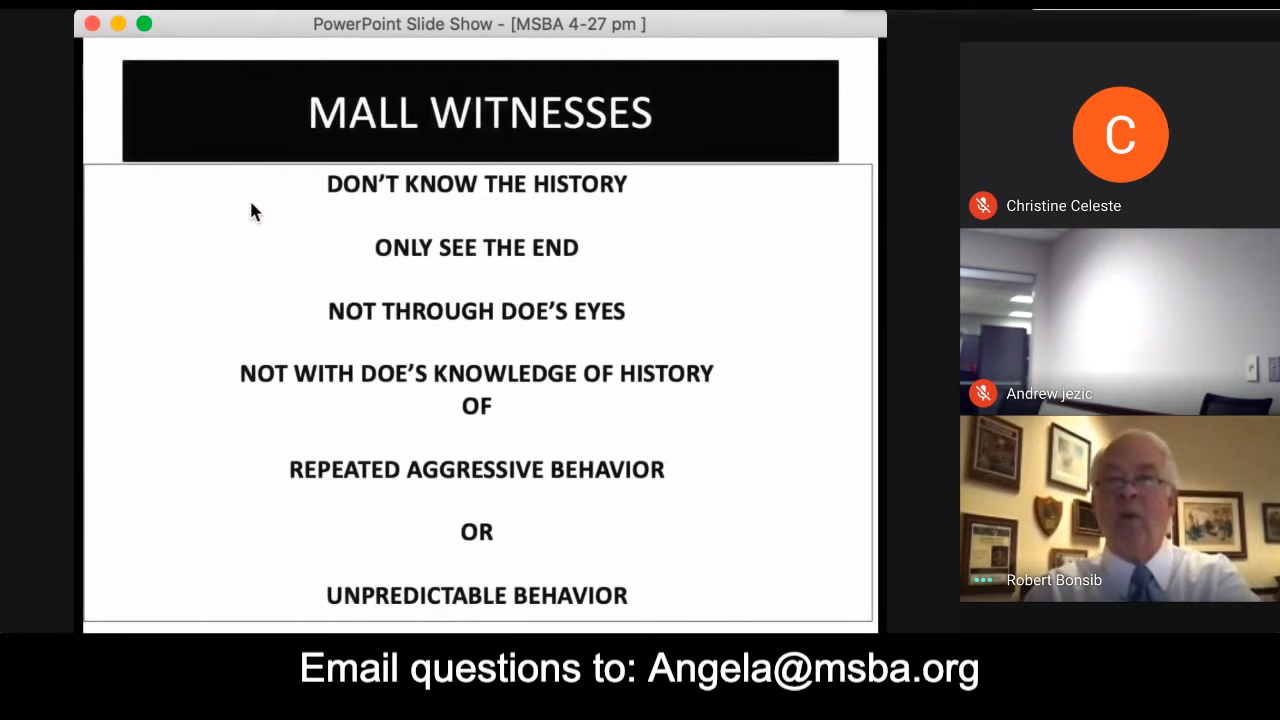 PowerPoint Slide Show - [MSBA 4-27 pm ]
MALL WITNESSES
DON'T KNOW THE HISTORY
ONLY SEE THE END
NOT THROUGH DOE'S EYES
NOT WITH DOE'S KNOWLEDGE OF HISTORY
OF
REPEATED AGGRESSIVE BEHAVIOR
OR
UNPREDICTABLE BEHAVIOR
C
Christine Celeste
Andrew jezic
Robert Bonsib
Email questions to: Angela@msba.org